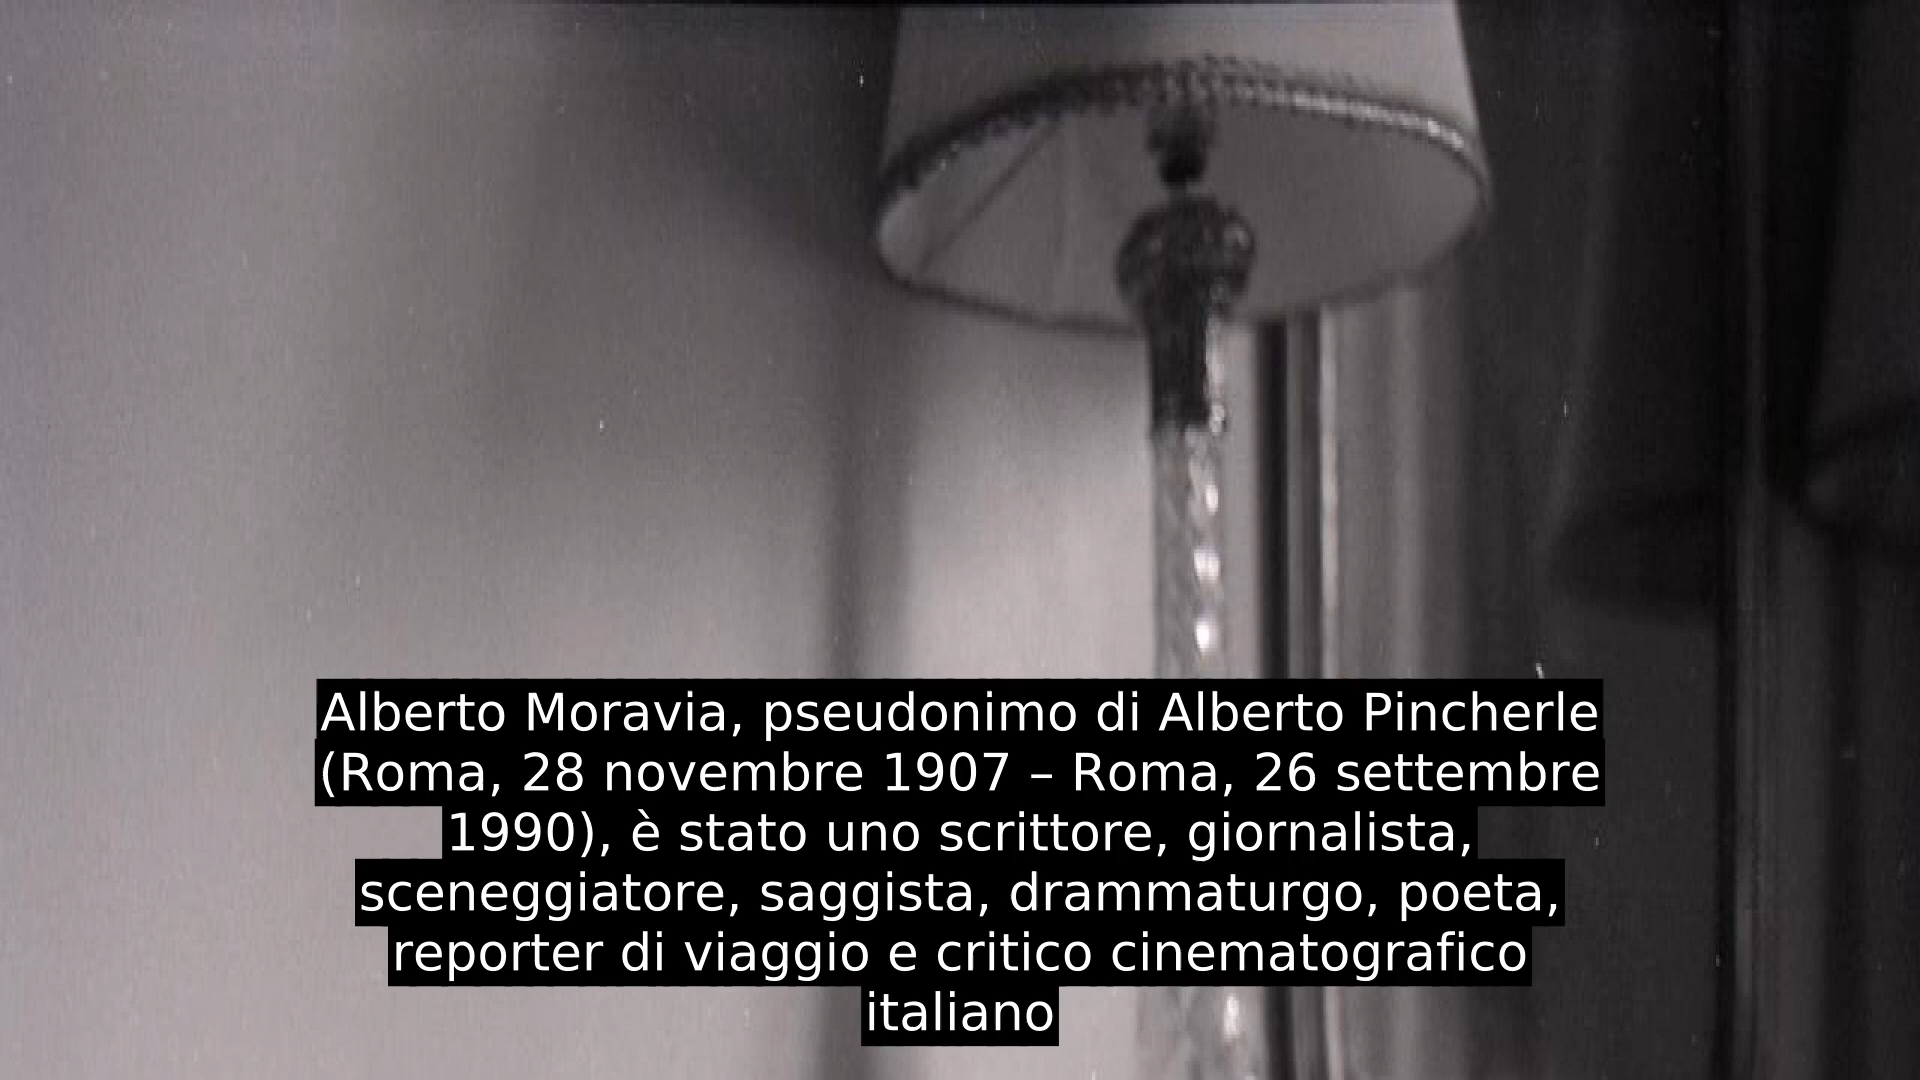 Alberto Moravia, pseudonimo di Alberto Pincherle
(Roma, 28 novembre 1907 – Roma, 26 settembre
1990), è stato uno scrittore, giornalista,
sceneggiatore, saggista, drammaturgo, poeta,
reporter di viaggio e critico cinematografico
italiano